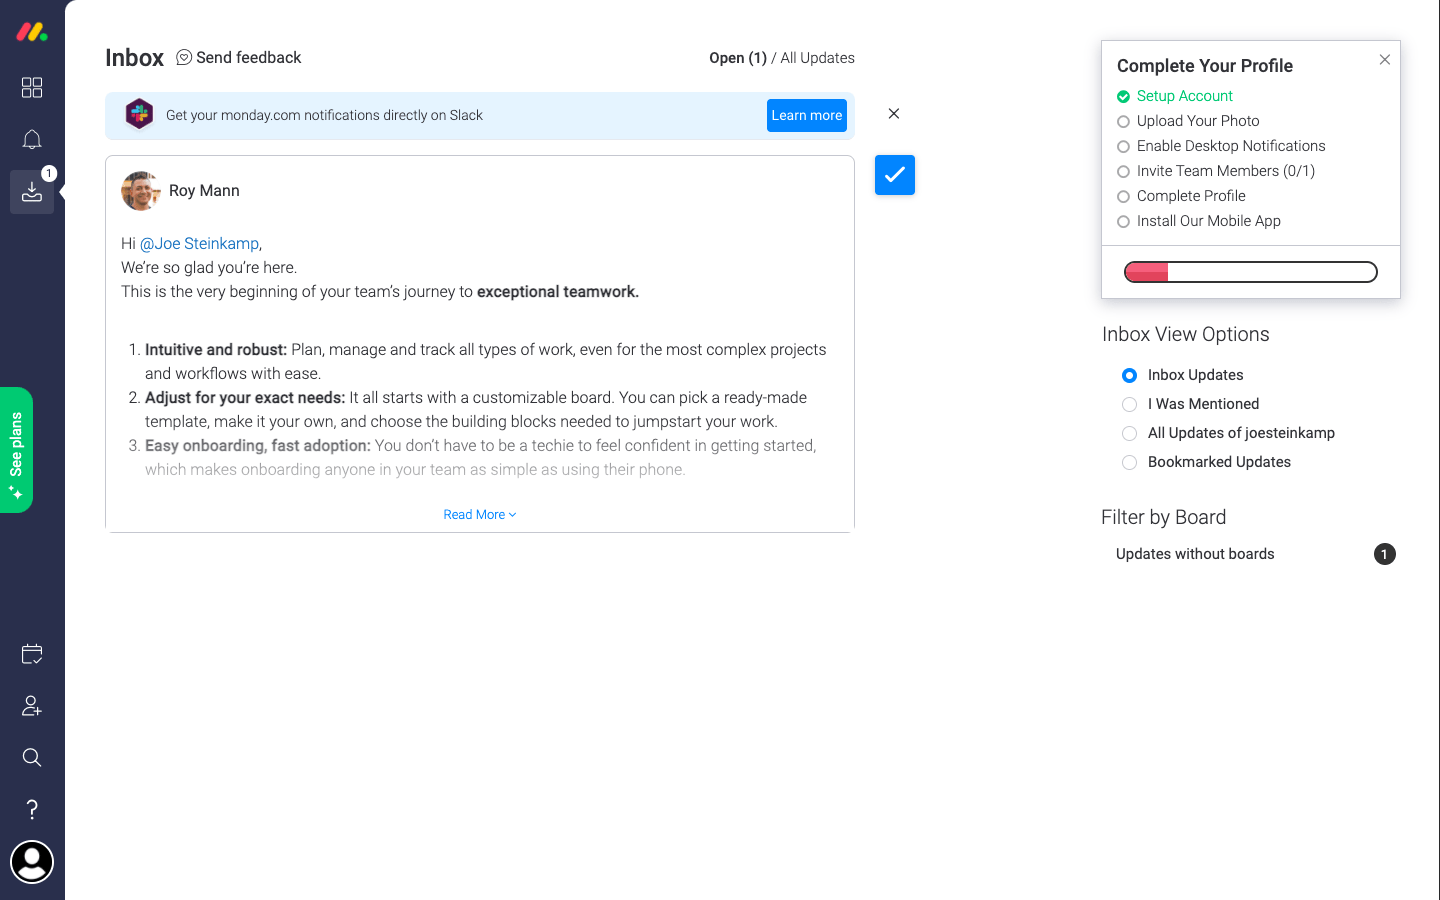 Inbox
Send feedback
Open (1) / All Updates
Get your monday.com notifications directly on Slack
Learn more
1
Roy Mann
Hi @Joe Steinkamp,
We're so glad you're here.
This is the very beginning of your team's journey to exceptional teamwork.
1. Intuitive and robust: Plan, manage and track all types of work, even for the most complex projects
and workflows with ease.
2. Adjust for your exact needs: It all starts with a customizable board. You can pick a ready-made
template, make it your own, and choose the building blocks needed to jumpstart your work.
3. Easy onboarding, fast adoption: You don't have to be a techie to feel confident in getting started,
which makes onboarding anyone in your team as simple as using their phone.
Read More
See plans
Complete Your Profile
Setup Account
Upload Your Photo
Enable Desktop Notifications
Invite Team Members (0/1)
Complete Profile
Install Our Mobile App
Inbox View Options
Inbox Updates
I Was Mentioned
All Updates of joesteinkamp
Bookmarked Updates
Filter by Board
Updates without boards
1